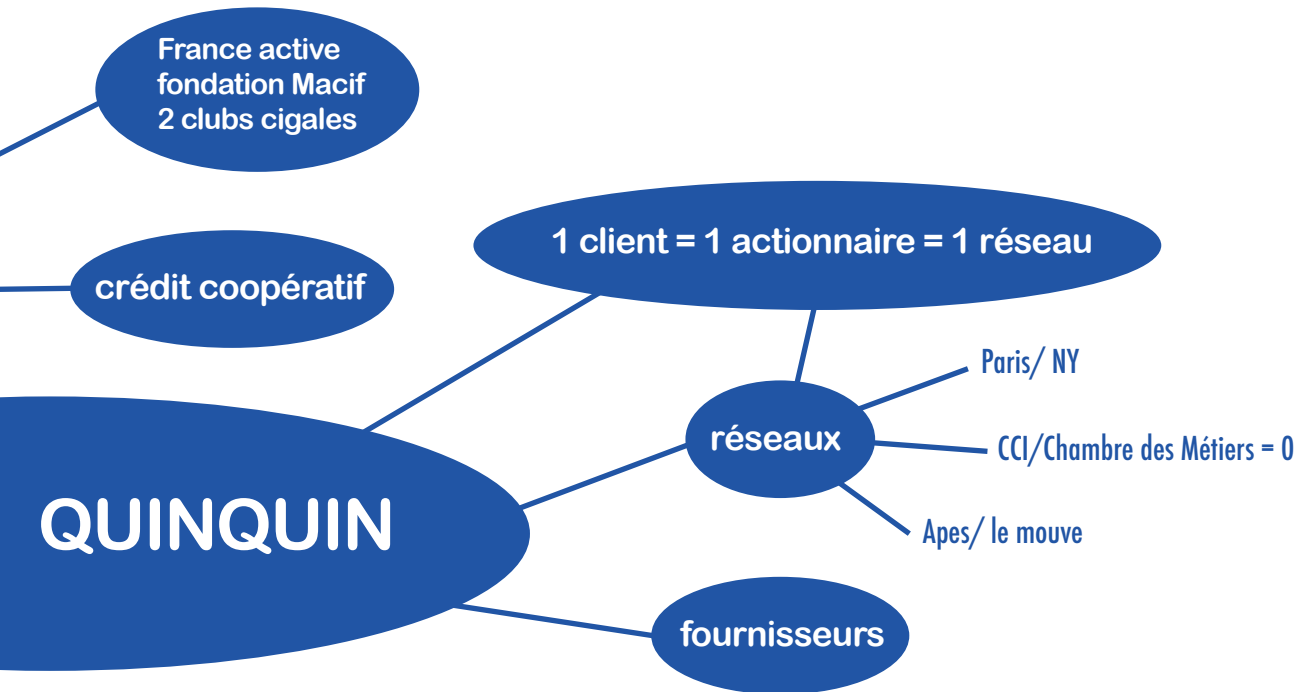 France active
fondation Macif
2 clubs cigales
1 client = 1 actionnaire = 1 réseau
crédit coopératif
Paris/ NY
réseaux
CCI/Chambre des Métiers = 0
QUINQUIN
Apes/ le mouve
fournisseurs